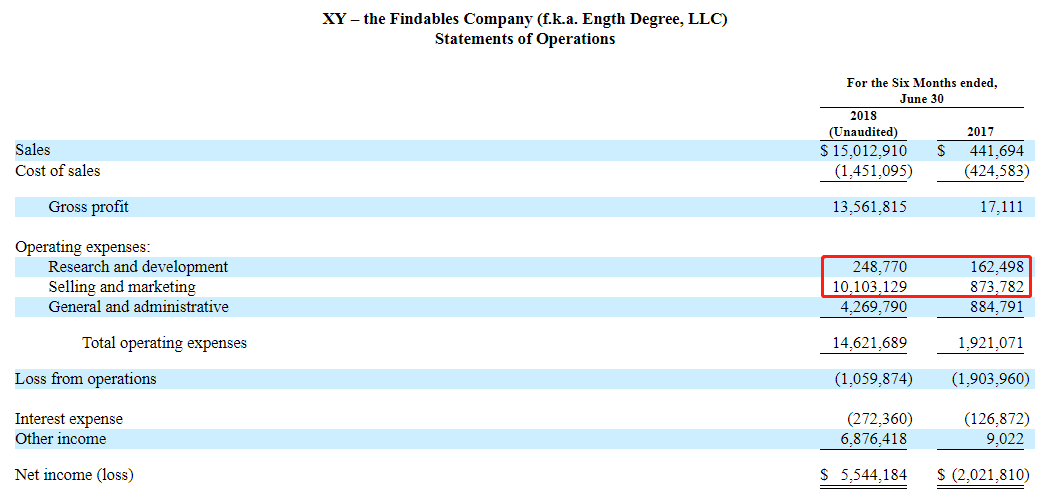 XY – the Findables Company (f.k.a. Ength Degree, LLC)
Statements of Operations
For the Six Months ended,
June 30
2018
(Unaudited) 2017
Sales $ 15,012,910 $ 441,694
Cost of sales (1,451,095) (424,583)
Gross profit 13,561,815 17,111
Operating expenses:
Research and development 248,770 162,498
Selling and marketing 10,103,129 873,782
General and administrative 4,269,790 884,791
Total operating expenses 14,621,689 1,921,071
Loss from operations (1,059,874) (1,903,960)
Interest expense (272,360) (126,872)
Other income 6,876,418 9,022
Net income (loss) $ 5,544,184 $ (2,021,810)